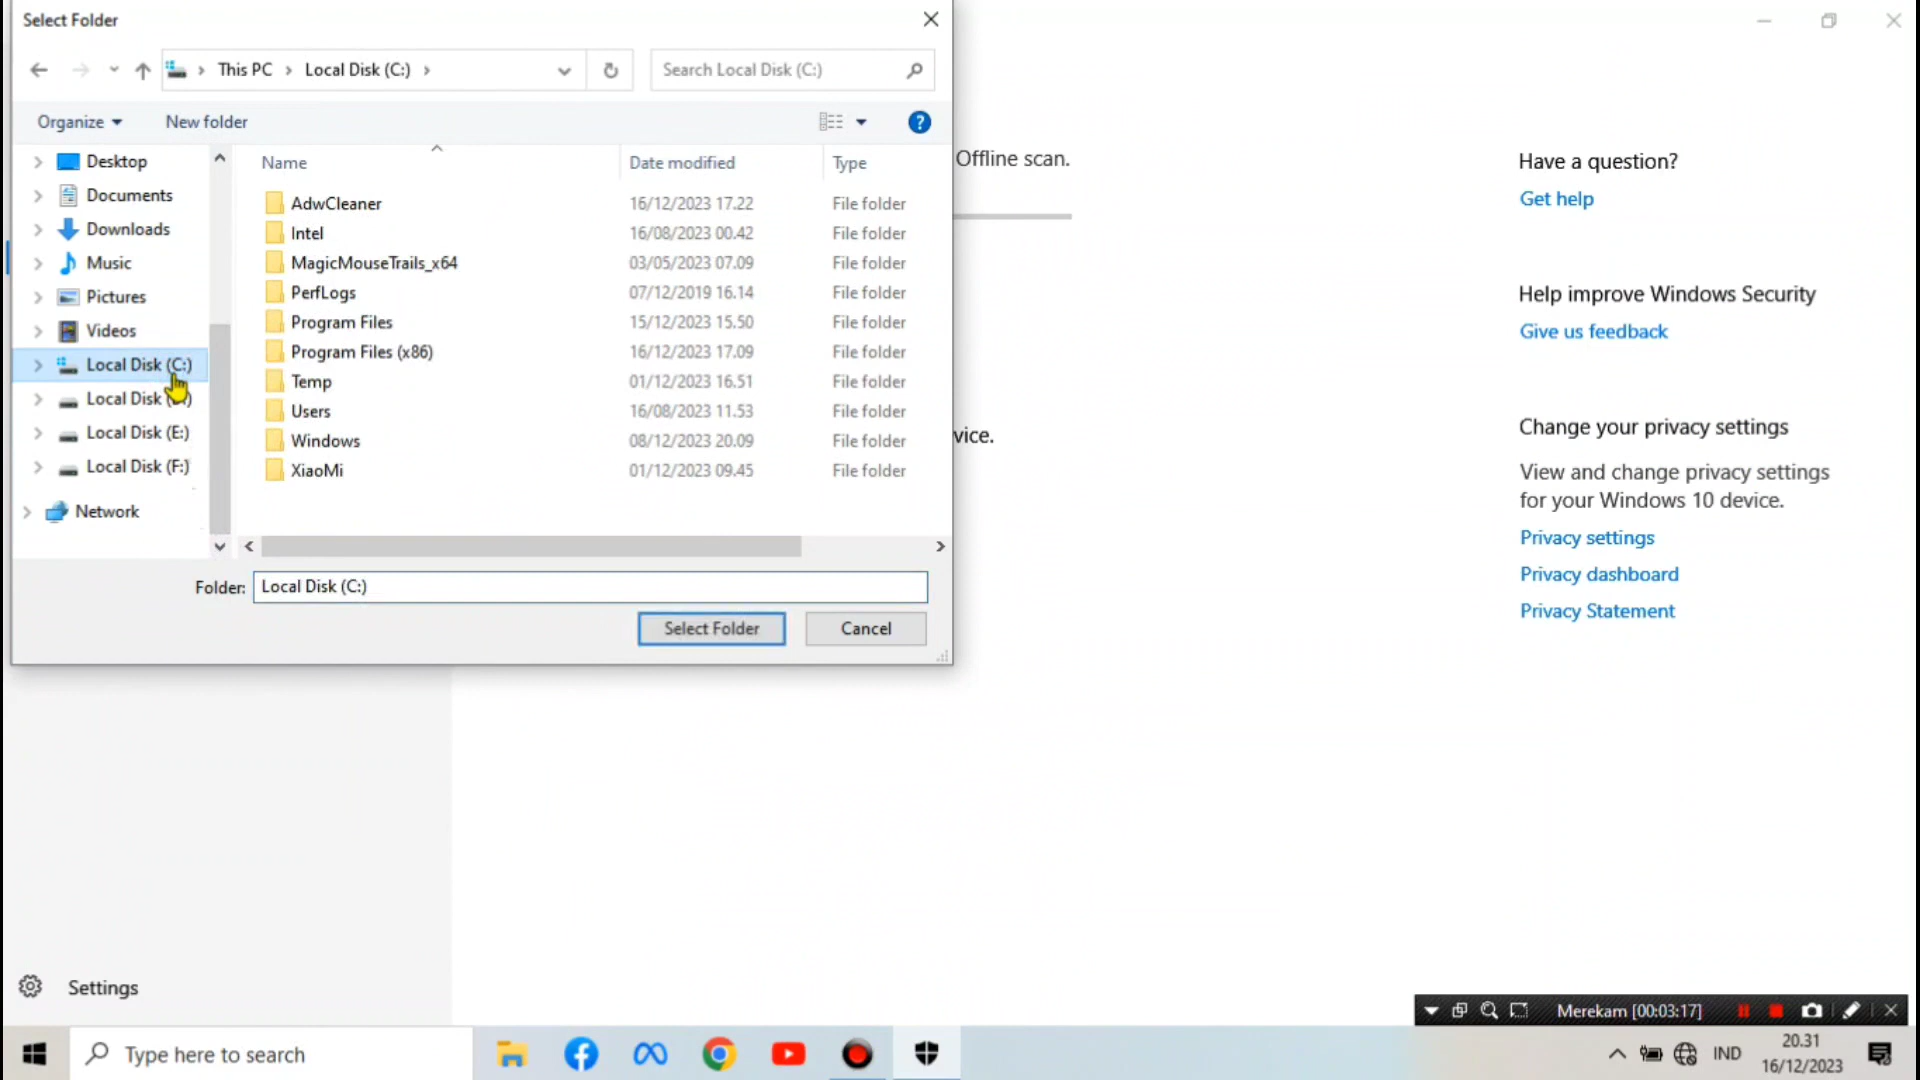 Select Folder
This PC
Local Disk (C:)
Search Local Disk (C:)
Organize
New folder
Desktop
Documents
Downloads
Music
Pictures
Videos
Local Disk (C:)
Local Disk
Local Disk (E:)
Local Disk (F:)
Network
Name Date modified Type
AdwCleaner 16/12/2023 17.22 File folder
Intel 16/08/2023 00.42 File folder
MagicMouseTrails_x64 03/05/2023 07.09 File folder
PerfLogs 07/12/2019 16.14 File folder
Program Files 15/12/2023 15.50 File folder
Program Files (x86) 16/12/2023 17.09 File folder
Temp 01/12/2023 16.51 File folder
Users 16/08/2023 11.53 File folder
Windows 08/12/2023 20.09 File folder
XiaoMi 01/12/2023 09.45 File folder
Folder: Local Disk (C:)
Select Folder
Cancel
Offline scan.
vice.
Have a question?
Get help
Help improve Windows Security
Give us feedback
Change your privacy settings
View and change privacy settings
for your Windows 10 device.
Privacy settings
Privacy dashboard
Privacy Statement
Settings
Merekam [00:03:17]
Type here to search
IND
20.31
16/12/2023